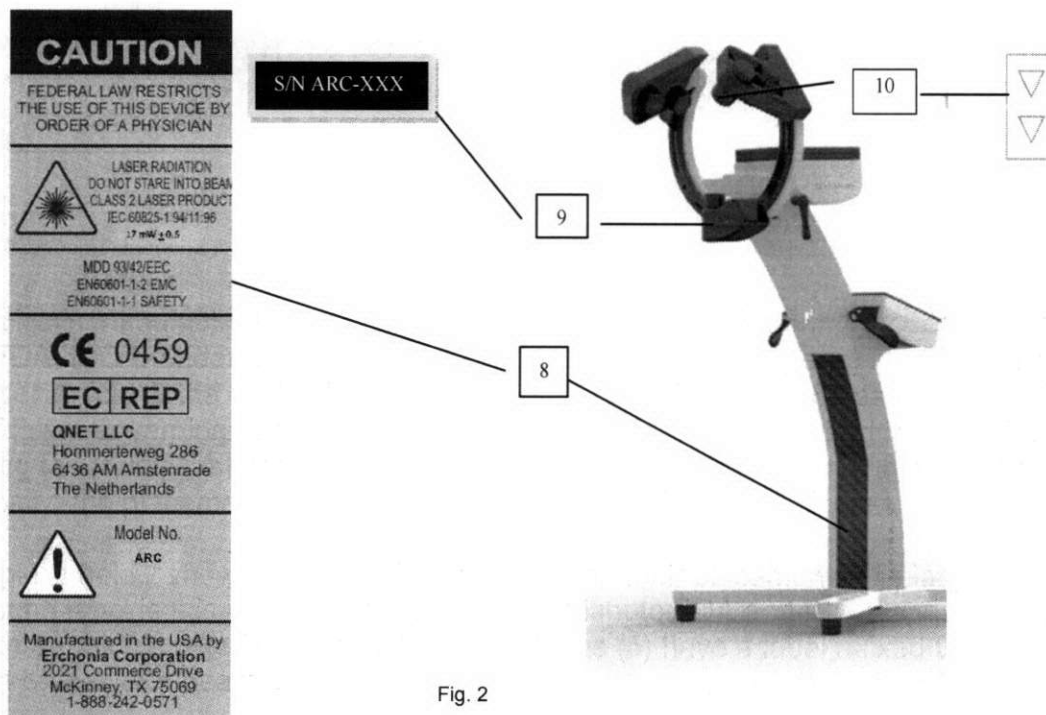 CAUTION
FEDERAL LAW RESTRICTS
THE USE OF THIS DEVICE BY
ORDER OF A PHYSICIAN
LASER RADIATION
DO NOT STARE INTO BEAM
CLASS 2 LASER PRODUCT
IEC 60825-1 94/11:96
17 mW ±0.5
MDD 93/42/EEC
EN60601-1-2 EMC
EN60601-1-1 SAFETY
CE 0459
EC REP
QNET LLC
Hommerterweg 286
6436 AM Amstenrade
The Netherlands
Model No.
ARC
Manufactured in the USA by
Erchonia Corporation
2021 Commerce Drive
McKinney, TX 75069
1-888-242-0571
S/N ARC-XXX
10
9
8
Fig. 2